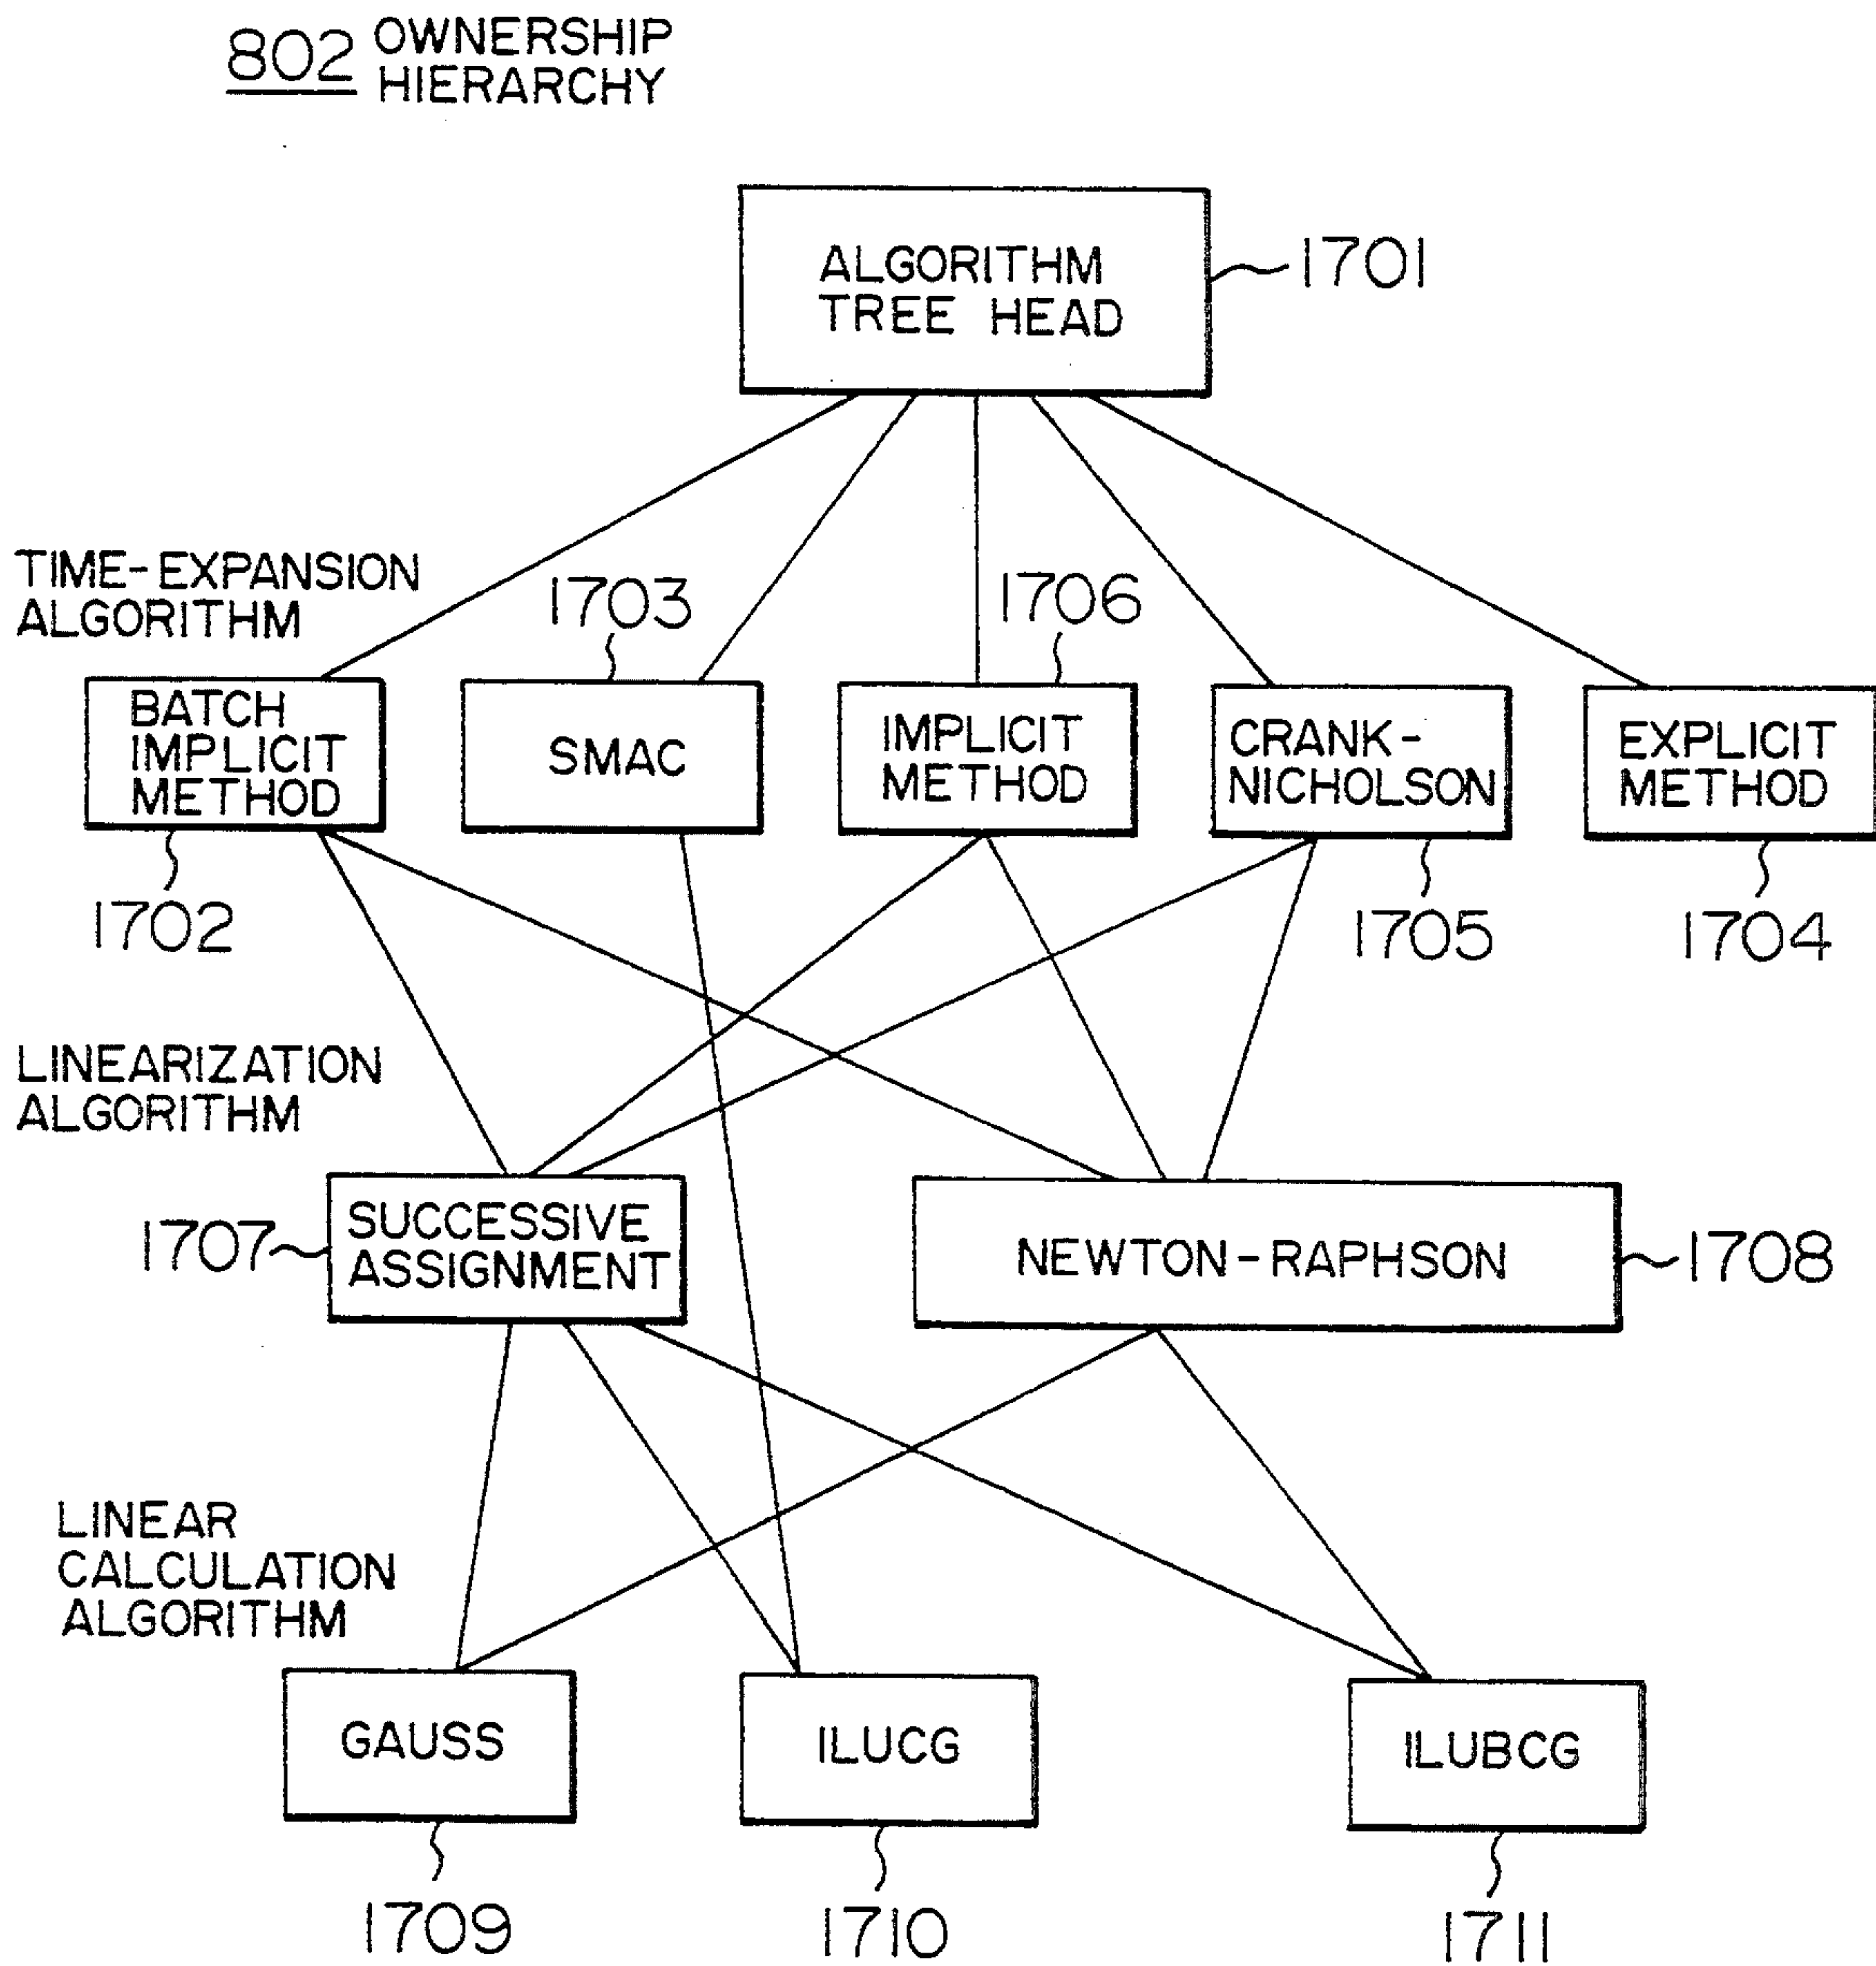 802 OWNERSHIP
HIERARCHY
ALGORITHM
TREE HEAD
1701
TIME-EXPANSION
ALGORITHM
1703
1706
BATCH
IMPLICIT
METHOD
SMAC
IMPLICIT
METHOD
CRANK-
NICHOLSON
EXPLICIT
METHOD
1702
1705
1704
LINEARIZATION
ALGORITHM
1707
SUCCESSIVE
ASSIGNMENT
NEWTON-RAPHSON
1708
LINEAR
CALCULATION
ALGORITHM
GAUSS
ILUCG
ILUBCG
1709
1710
1711